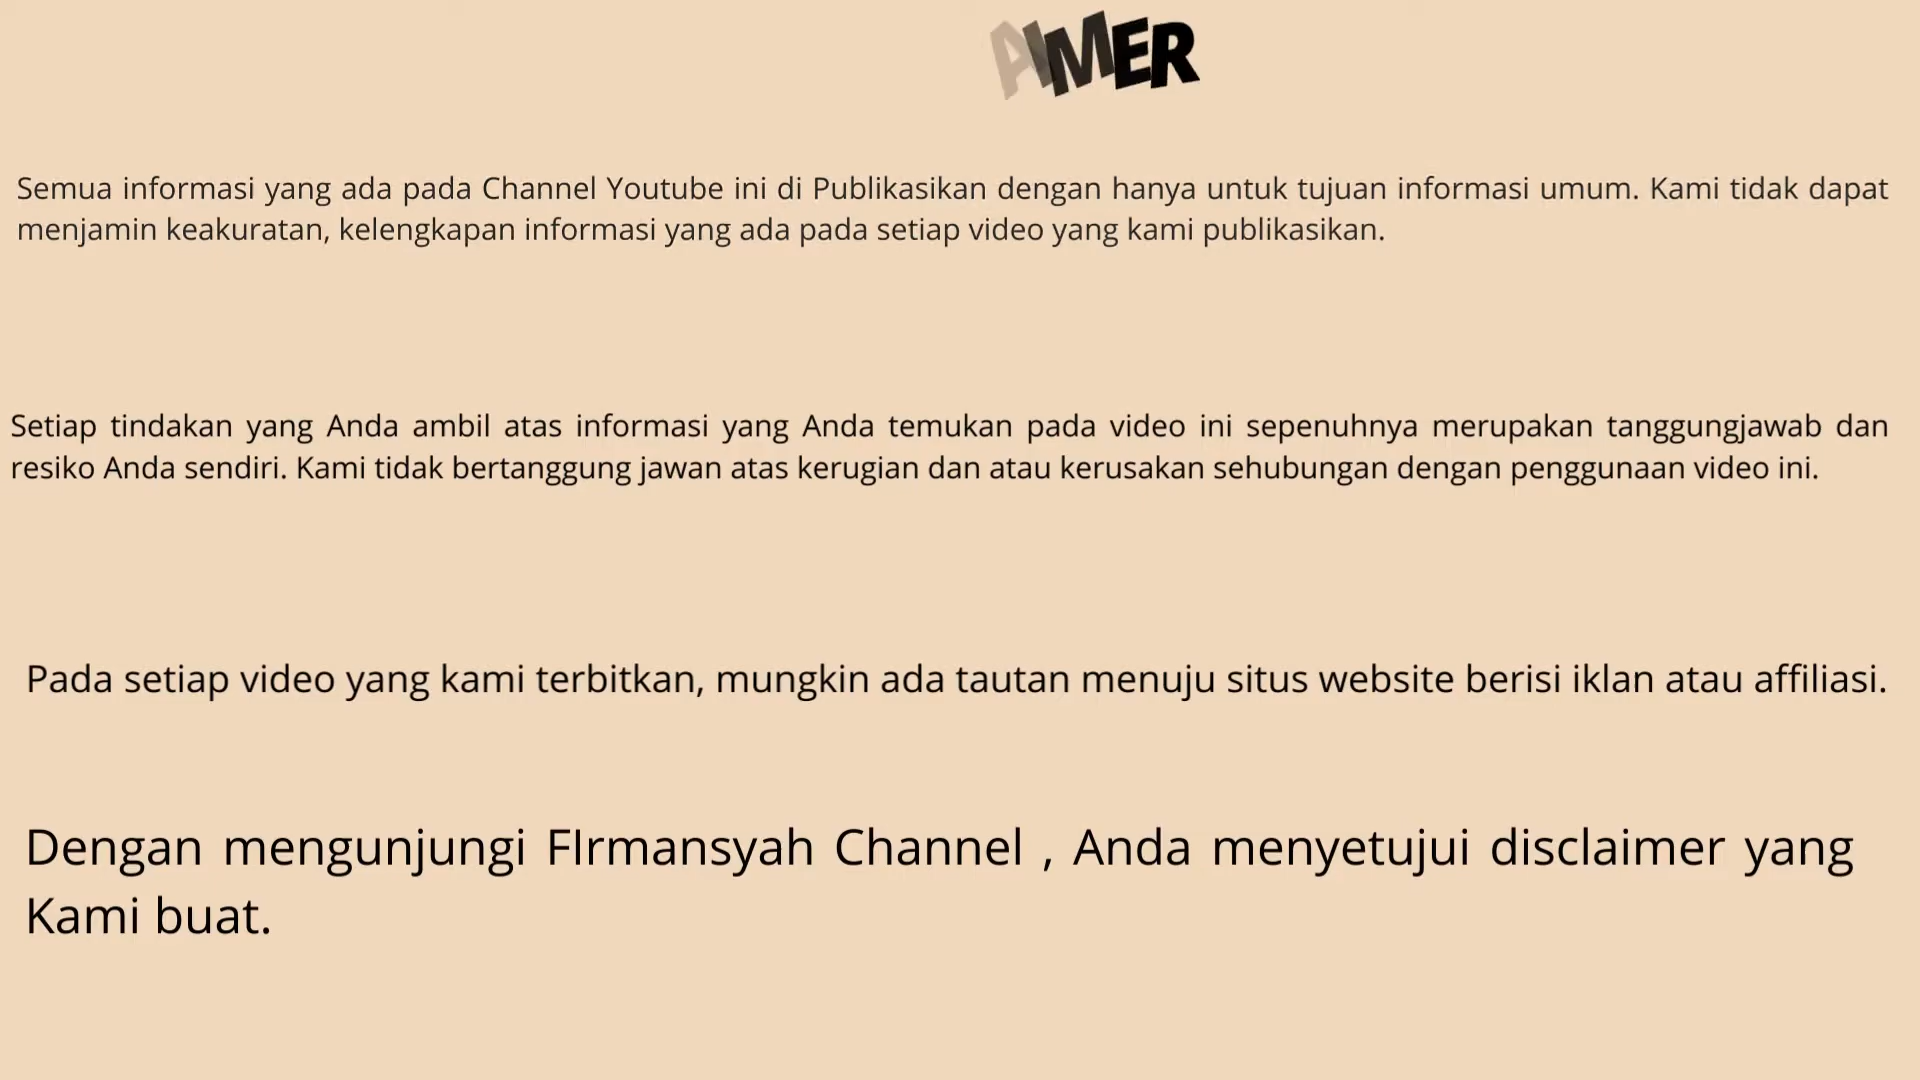 AIMER
Semua informasi yang ada pada Channel Youtube ini di Publikasikan dengan hanya untuk tujuan informasi umum. Kami tidak dapat
menjamin keakuratan, kelengkapan informasi yang ada pada setiap video yang kami publikasikan.
Setiap tindakan yang Anda ambil atas informasi yang Anda temukan pada video ini sepenuhnya merupakan tanggungjawab dan
resiko Anda sendiri. Kami tidak bertanggung jawan atas kerugian dan atau kerusakan sehubungan dengan penggunaan video ini.
Pada setiap video yang kami terbitkan, mungkin ada tautan menuju situs website berisi iklan atau affiliasi.
Dengan mengunjungi FIrmansyah Channel , Anda menyetujui disclaimer yang
Kami buat.